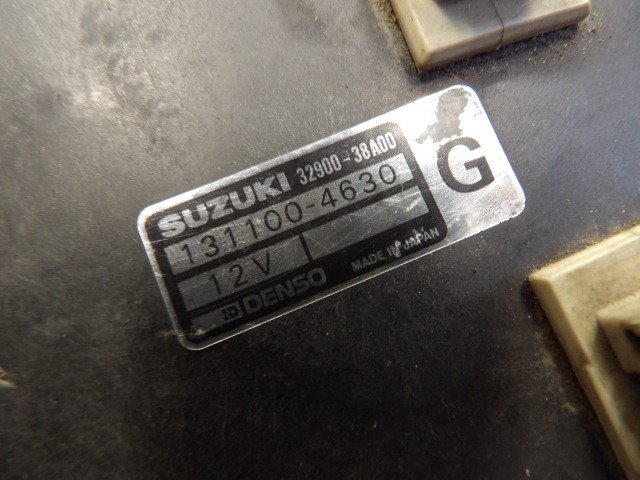 SUZUKI 32900-38A00
131100-4630
12V
DENSO MADE IN JAPAN
G